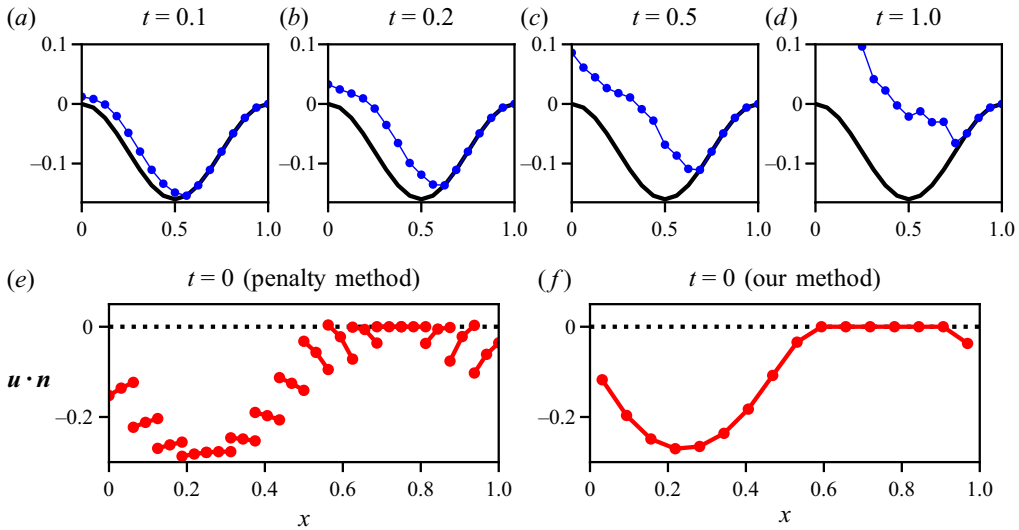 (a) t = 0.1 (b) t = 0.2 (c) t = 0.5 (d) t = 1.0
0.1 0.1 0.1 0.1
0 0 0 0
−0.1 −0.1 −0.1 −0.1
0 0.5 1.0 0 0.5 1.0 0 0.5 1.0 0 0.5 1.0
(e) t = 0 (penalty method) (f) t = 0 (our method)
0 0
u · n
−0.2 −0.2
0 0.2 0.4 0.6 0.8 1.0 0 0.2 0.4 0.6 0.8 1.0
x x